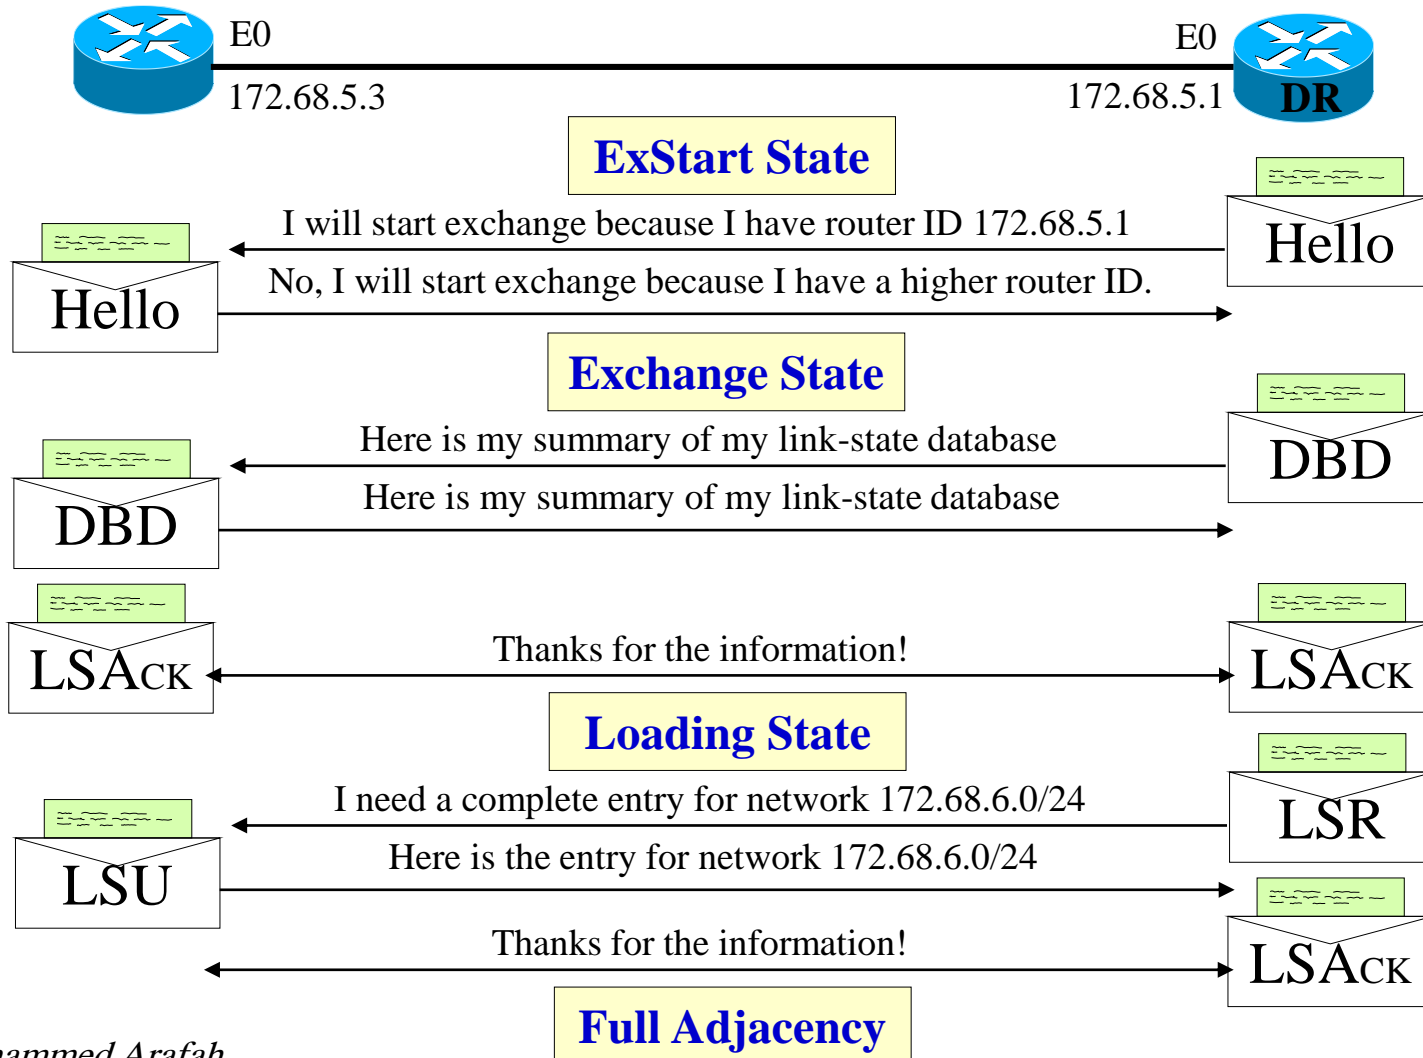 E0
E0
172.68.5.3
172.68.5.1
DR
ExStart State
I will start exchange because I have router ID 172.68.5.1
Hello
No, I will start exchange because I have a higher router ID.
Hello
Exchange State
Here is my summary of my link-state database
DBD
Here is my summary of my link-state database
DBD
Thanks for the information!
LSACK
LSACK
Loading State
I need a complete entry for network 172.68.6.0/24
LSR
Here is the entry for network 172.68.6.0/24
LSU
Thanks for the information!
LSACK
Full Adjacency
Arafah